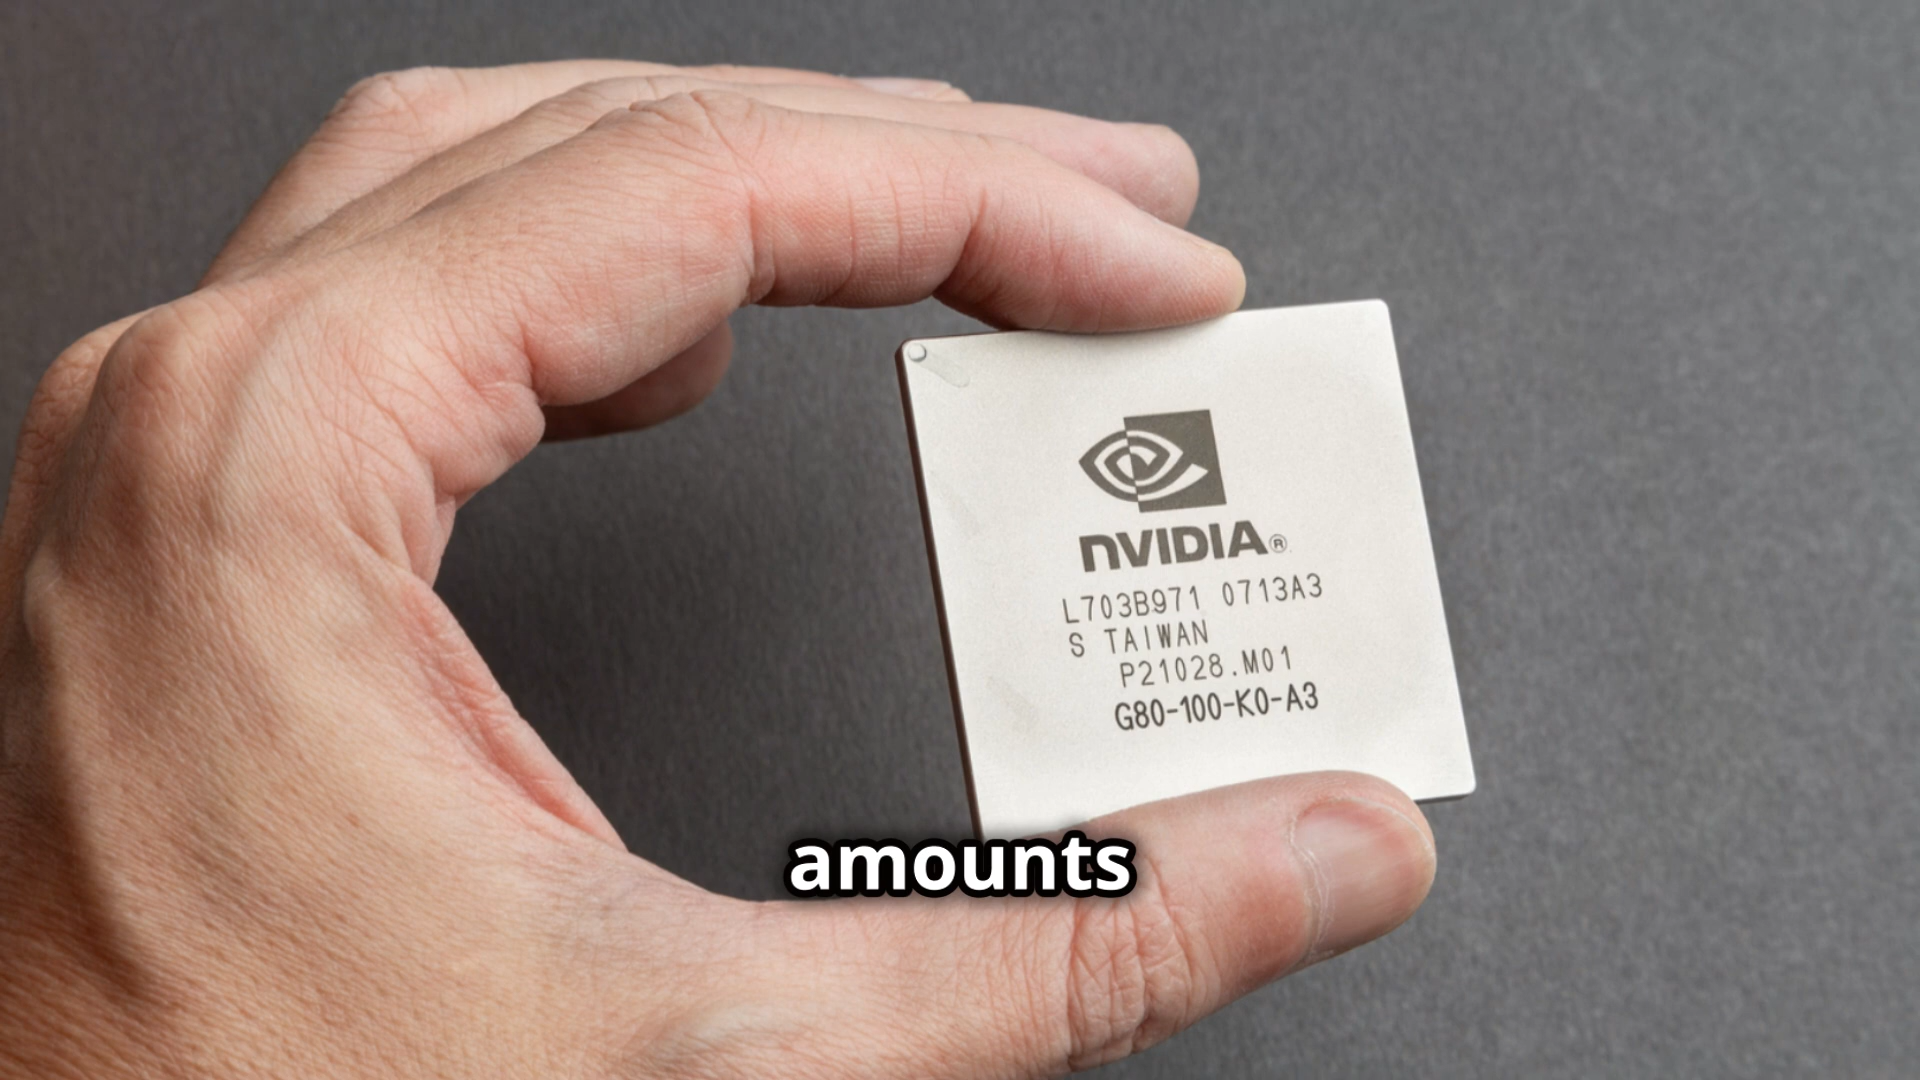 NVIDIA®
L703B971 0713A3
S TAIWAN
P21028.M01
G80-100-K0-A3
amounts